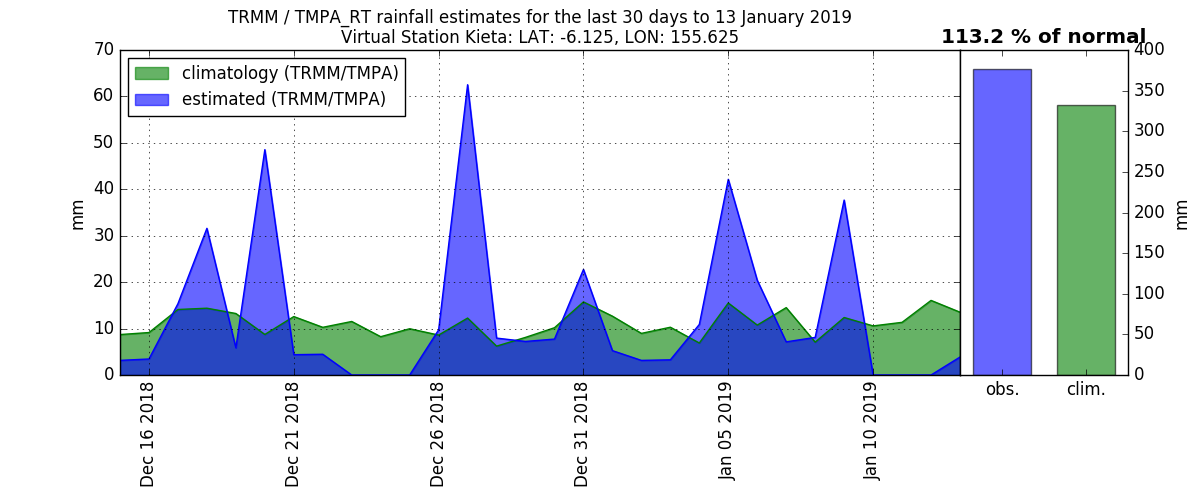 TRMM / TMPA_RT rainfall estimates for the last 30 days to 13 January 2019
Virtual Station Kieta: LAT: -6.125, LON: 155.625
113.2 % of normal
climatology (TRMM/TMPA)
estimated (TRMM/TMPA)
70
60
50
40
30
20
10
0
mm
Dec 16 2018
Dec 21 2018
Dec 26 2018
Dec 31 2018
Jan 05 2019
Jan 10 2019
400
350
300
250
200
150
100
50
0
mm
obs.
clim.